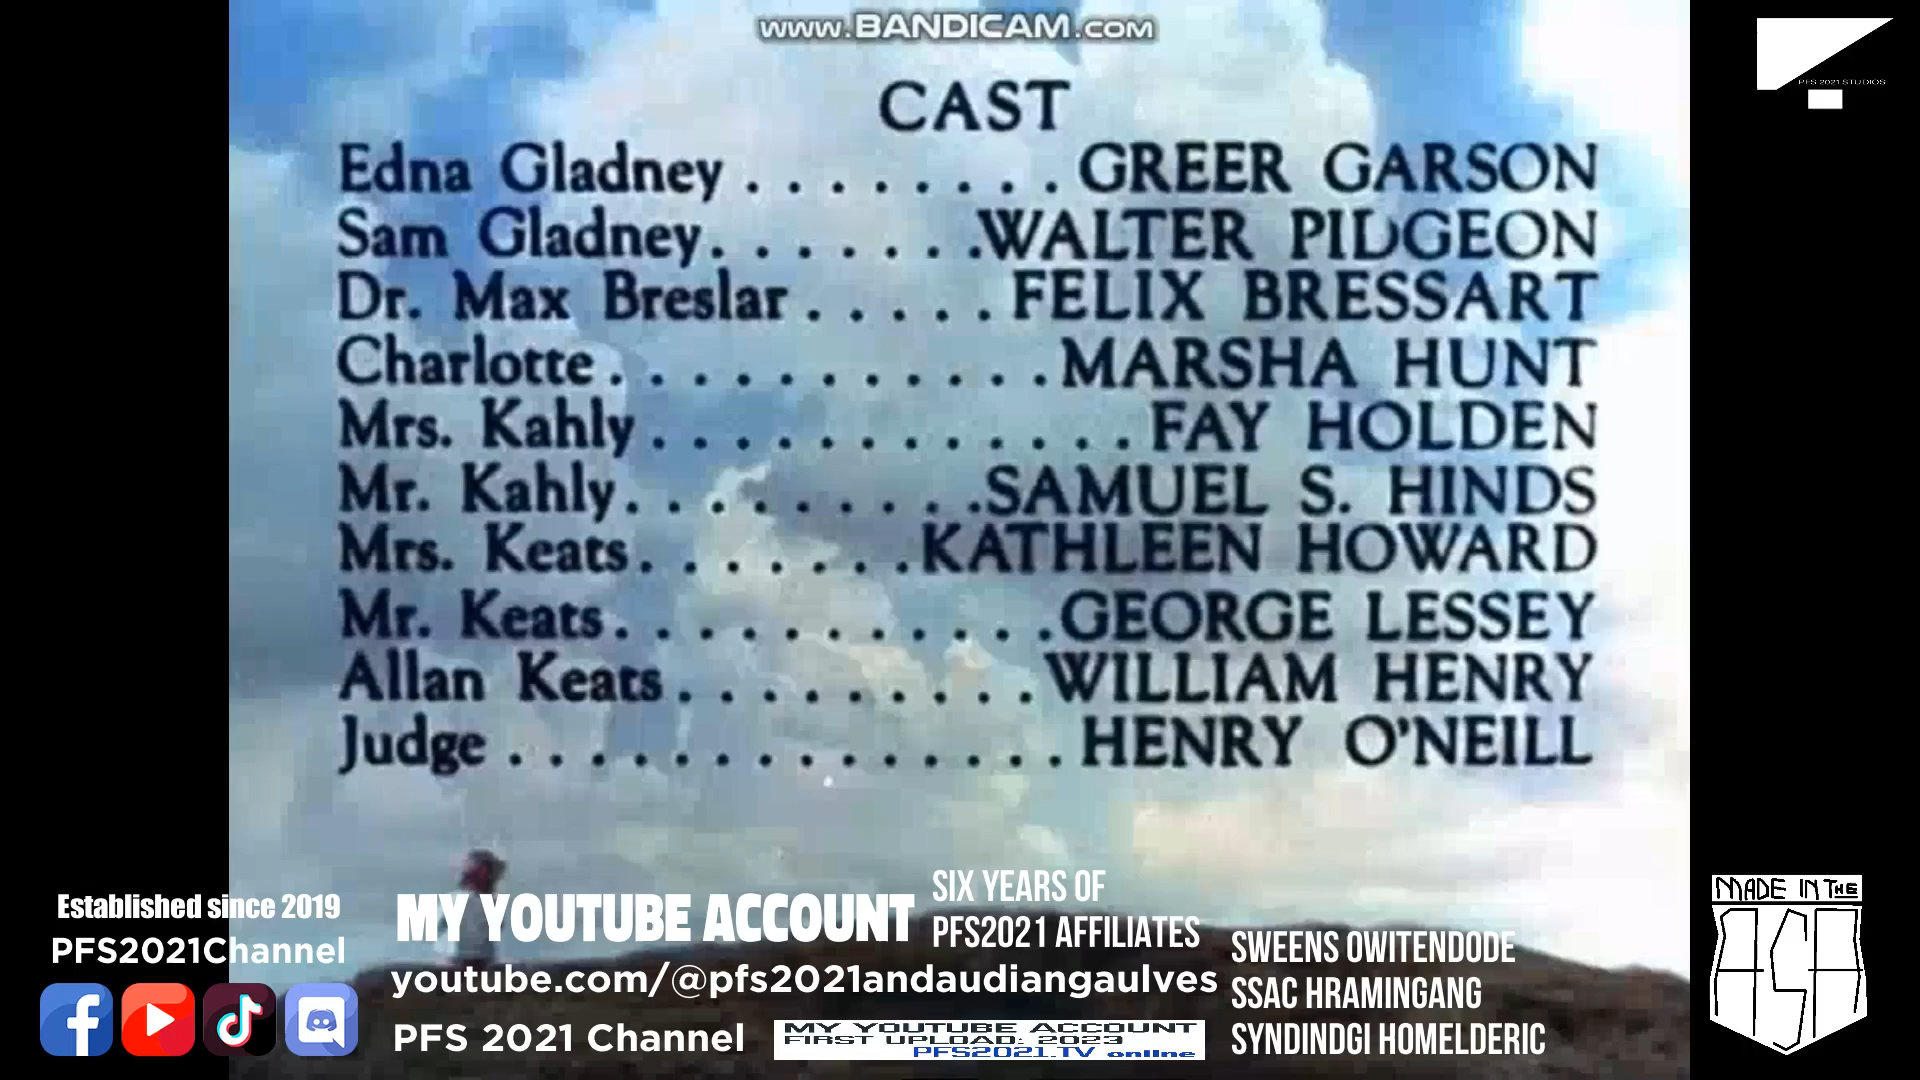 www.BANDICAM.com
PFS 2021 STUDIOS
CAST
Edna Gladney . . . . . . . . GREER GARSON
Sam Gladney. . . . . . .WALTER PIDGEON
Dr. Max Breslar . . . . . FELIX BRESSART
Charlotte . . . . . . . . . . .MARSHA HUNT
Mrs. Kahly . . . . . . . . . . . . FAY HOLDEN
Mr. Kahly. . . . . . . . .SAMUEL S. HINDS
Mrs. Keats. . . . . . .KATHLEEN HOWARD
Mr. Keats. . . . . . . . . . .GEORGE LESSEY
Allan Keats . . . . . . . . . WILLIAM HENRY
Judge . . . . . . . . . . . . . . HENRY O'NEILL
Established since 2019
PFS2021Channel
MY YOUTUBE ACCOUNT
SIX YEARS OF
PFS2021 AFFILIATES
youtube.com/@pfs2021andaudiangaulves
PFS 2021 Channel
MY YOUTUBE ACCOUNT
FIRST UPLOAD: 2023
PFS2021.TV online
SWEENS OWITENDODE
SSAC HRAMINGANG
SYNDINDGI HOMELDERIC
MADE IN THE